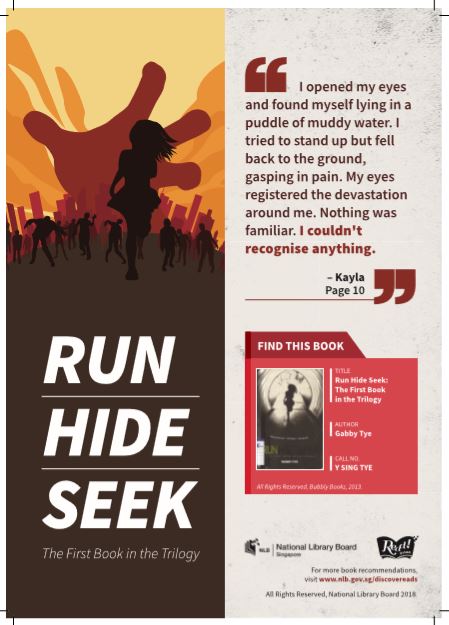 RUN
HIDE
SEEK
The First Book in the Trilogy
I opened my eyes
and found myself lying in a
puddle of muddy water. I
tried to stand up but fell
back to the ground,
gasping in pain. My eyes
registered the devastation
around me. Nothing was
familiar. I couldn't
recognise anything.
– Kayla
Page 10
FIND THIS BOOK
TITLE
Run Hide Seek:
The First Book
in the Trilogy
AUTHOR
Gabby Tye
CALL NO.
Y SING TYE
All Rights Reserved, Bubbly Books, 2013.
NLB National Library Board
Singapore
Read!
For more book recommendations,
visit www.nlb.gov.sg/discovereads
All Rights Reserved, National Library Board 2018.